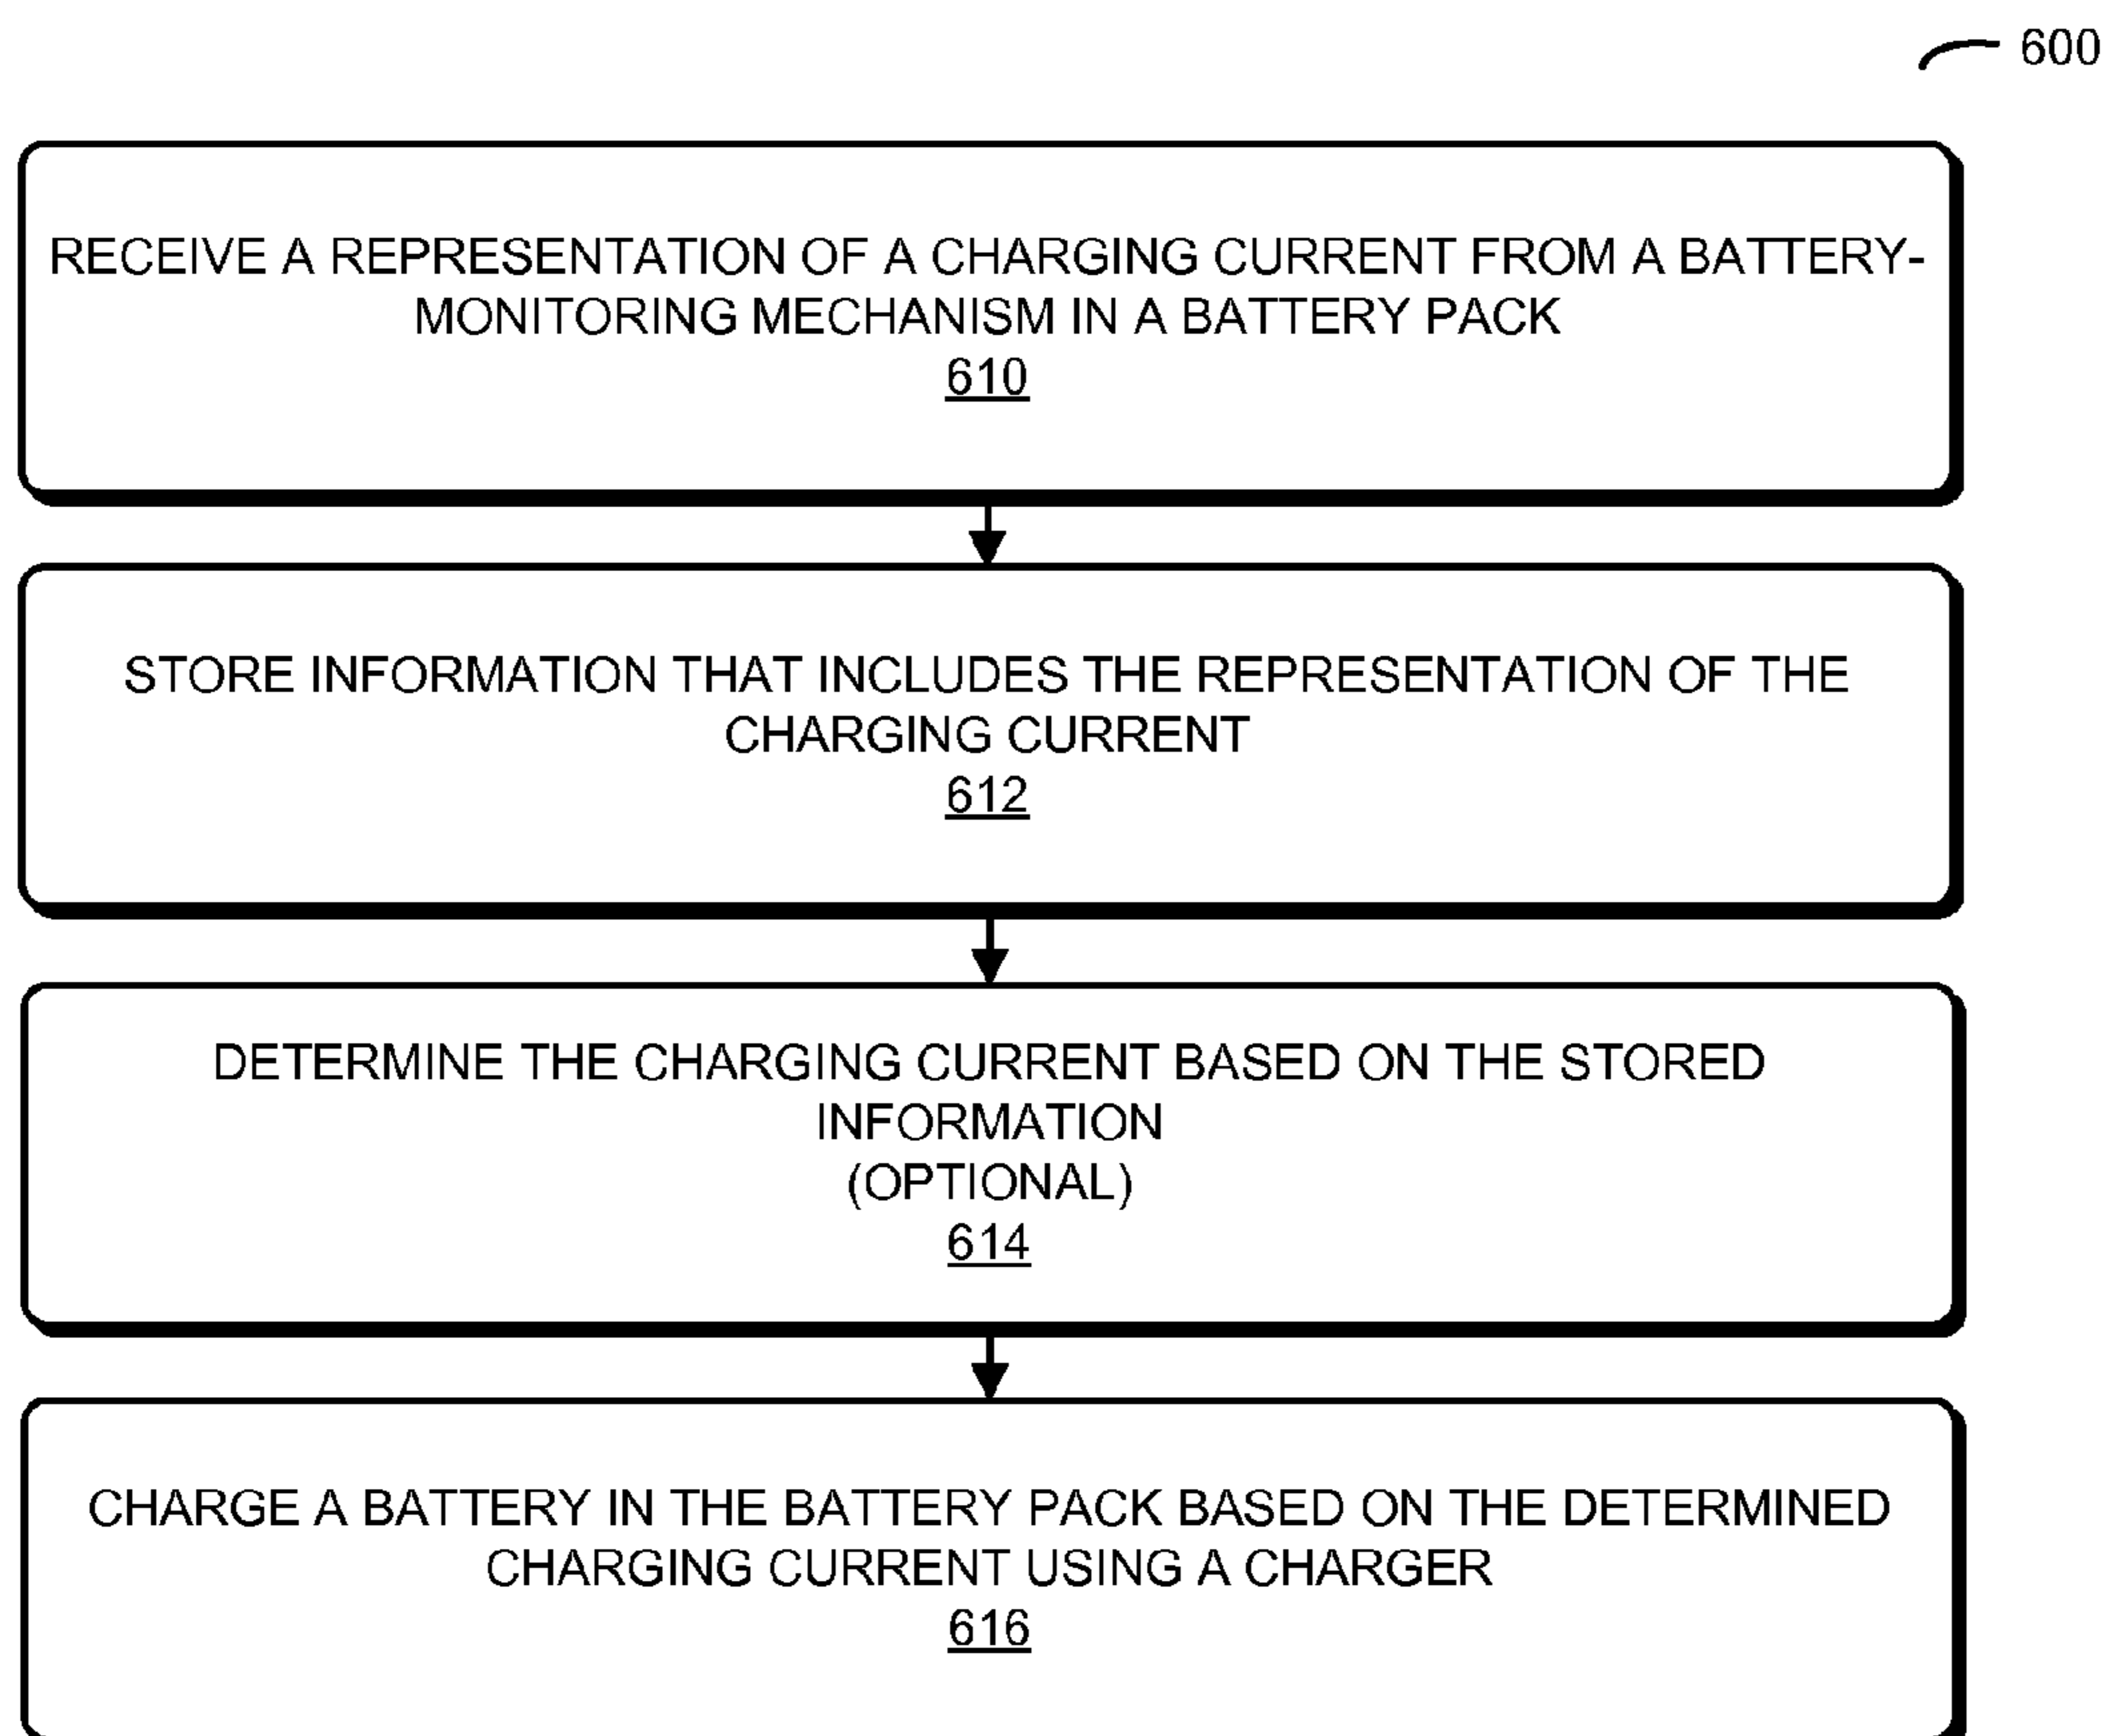 600
RECEIVE A REPRESENTATION OF A CHARGING CURRENT FROM A BATTERY-
MONITORING MECHANISM IN A BATTERY PACK
610
STORE INFORMATION THAT INCLUDES THE REPRESENTATION OF THE
CHARGING CURRENT
612
DETERMINE THE CHARGING CURRENT BASED ON THE STORED
INFORMATION
(OPTIONAL)
614
CHARGE A BATTERY IN THE BATTERY PACK BASED ON THE DETERMINED
CHARGING CURRENT USING A CHARGER
616